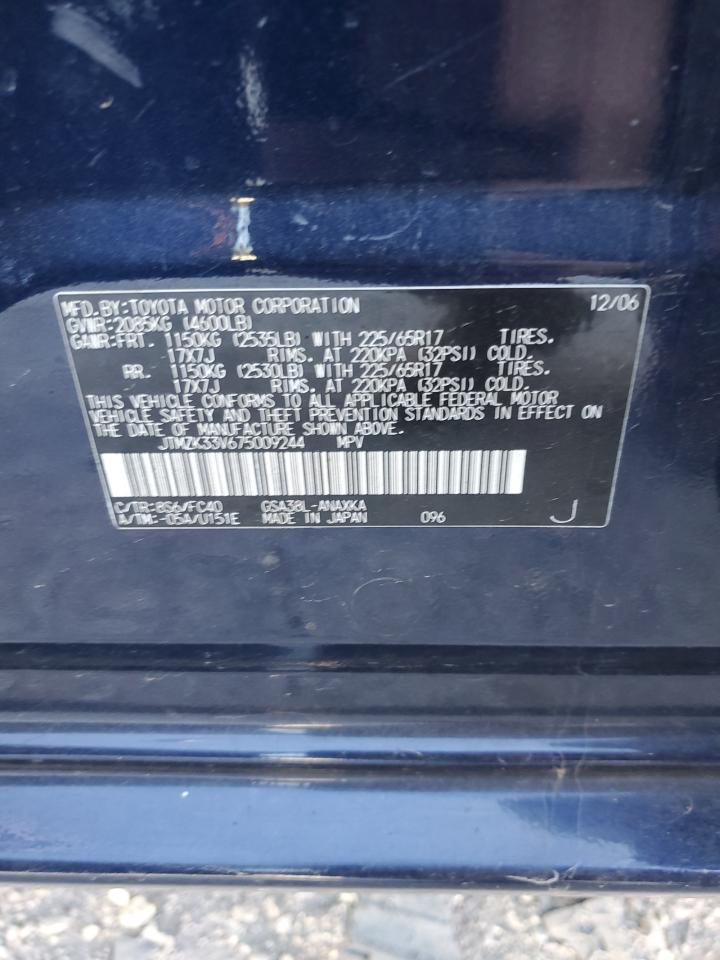 MFD.BY:TOYOTA MOTOR CORPORATION 12/06
GVWR:2085KG (4600LB)
GAWR:FRT. 1150KG (2535LB) WITH 225/65R17 TIRES.
17X7J RIMS. AT 220KPA (32PSI) COLD.
RR. 1150KG (2530LB) WITH 225/65R17 TIRES.
17X7J RIMS. AT 220KPA (32PSI) COLD.
THIS VEHICLE CONFORMS TO ALL APPLICABLE FEDERAL MOTOR
VEHICLE SAFETY AND THEFT PREVENTION STANDARDS IN EFFECT ON
THE DATE OF MANUFACTURE SHOWN ABOVE.
JTMZK33V675009244 MPV
C/TR:8S6/FC40 GSA38L-ANAXKA
A/TM:-05A/U151E MADE IN JAPAN 096 J